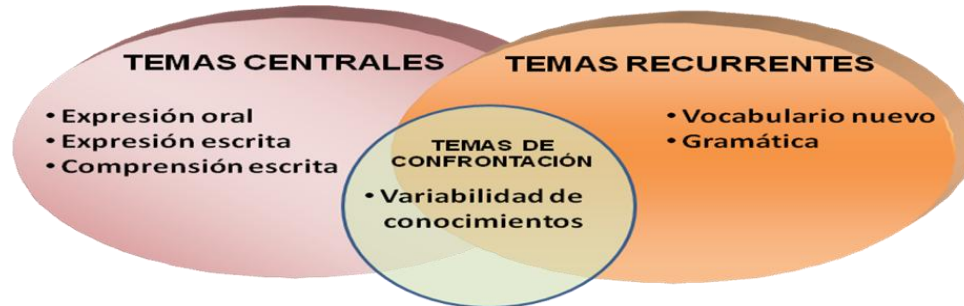 TEMAS CENTRALES
• Expresión oral
• Expresión escrita
• Comprensión escrita
TEMAS DE
CONFRONTACIÓN
• Variabilidad de
conocimientos
TEMAS RECURRENTES
• Vocabulario nuevo
• Gramática